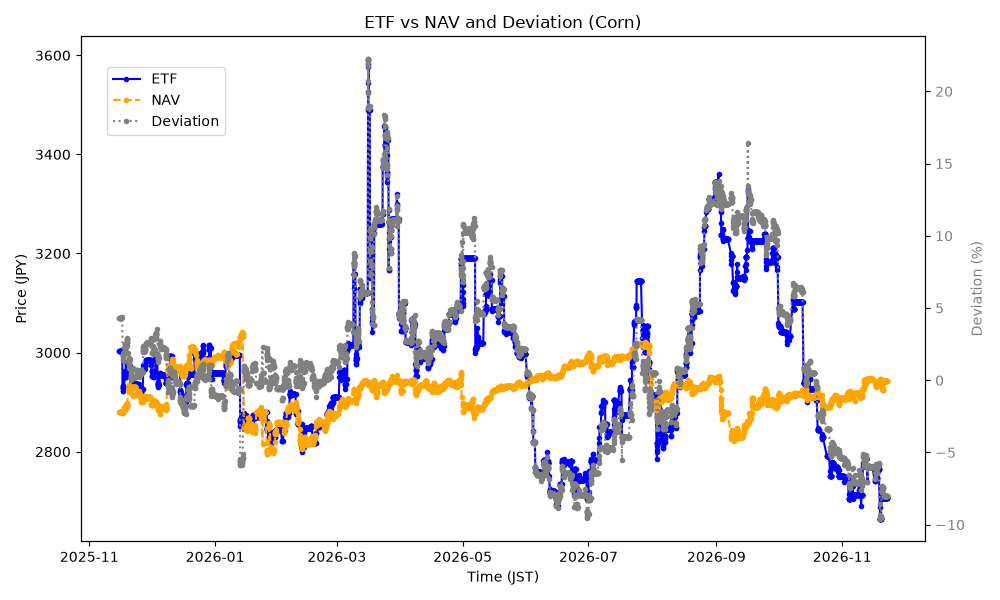 ETF vs NAV and Deviation (Corn)
3600
3400
3200
3000
2800
Price (JPY)
ETF
NAV
Deviation
20
15
10
5
0
−5
−10
Deviation (%)
2025-11
2026-01
2026-03
2026-05
2026-07
2026-09
2026-11
Time (JST)